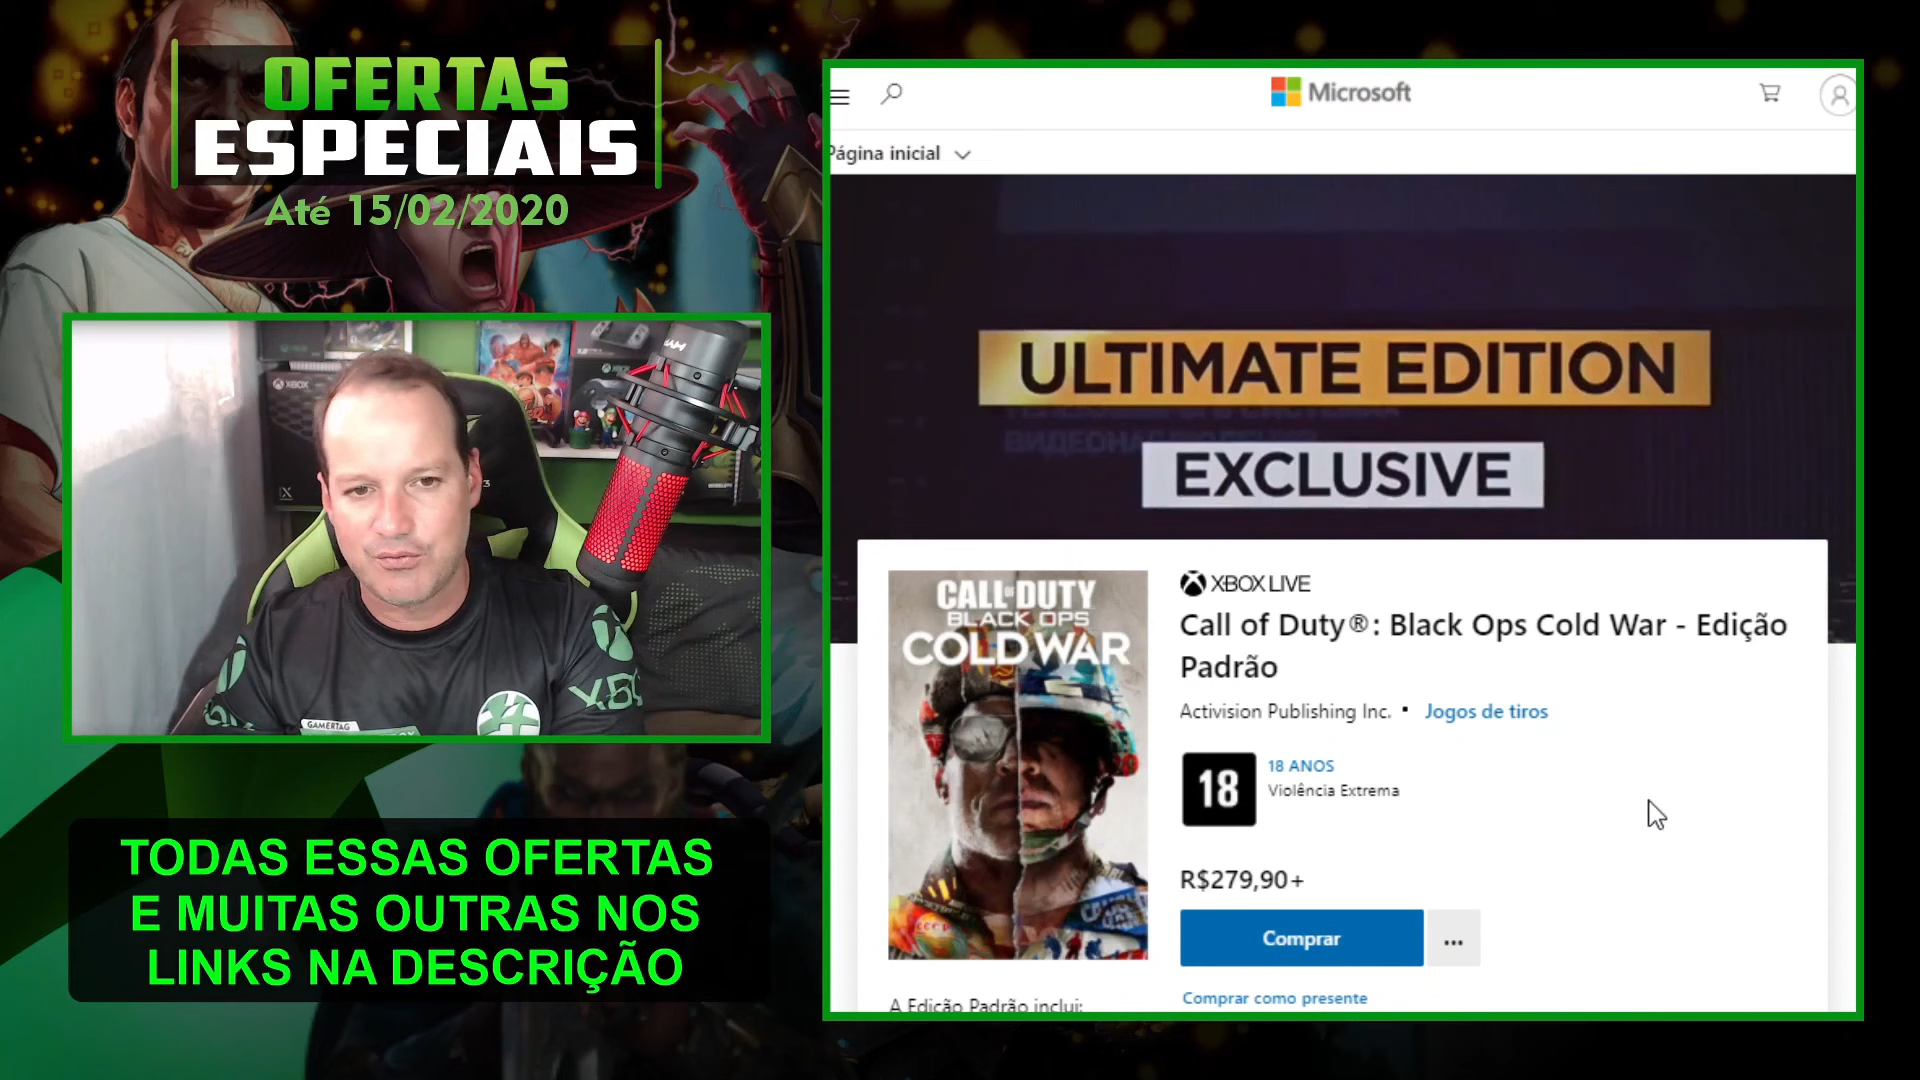 OFERTAS
ESPECIAIS
Até 15/02/2020
Microsoft
Página inicial
ULTIMATE EDITION
ВИДЕОНА
EXCLUSIVE
XBOX
X
GAMERTAG
CALL OF DUTY
BLACK OPS
COLD WAR
XBOX LIVE
Call of Duty®: Black Ops Cold War - Edição
Padrão
Activision Publishing Inc. • Jogos de tiros
18
18 ANOS
Violência Extrema
R$279,90+
Comprar
...
Comprar como presente
A Edição Padrão inclui:
TODAS ESSAS OFERTAS
E MUITAS OUTRAS NOS
LINKS NA DESCRIÇÃO